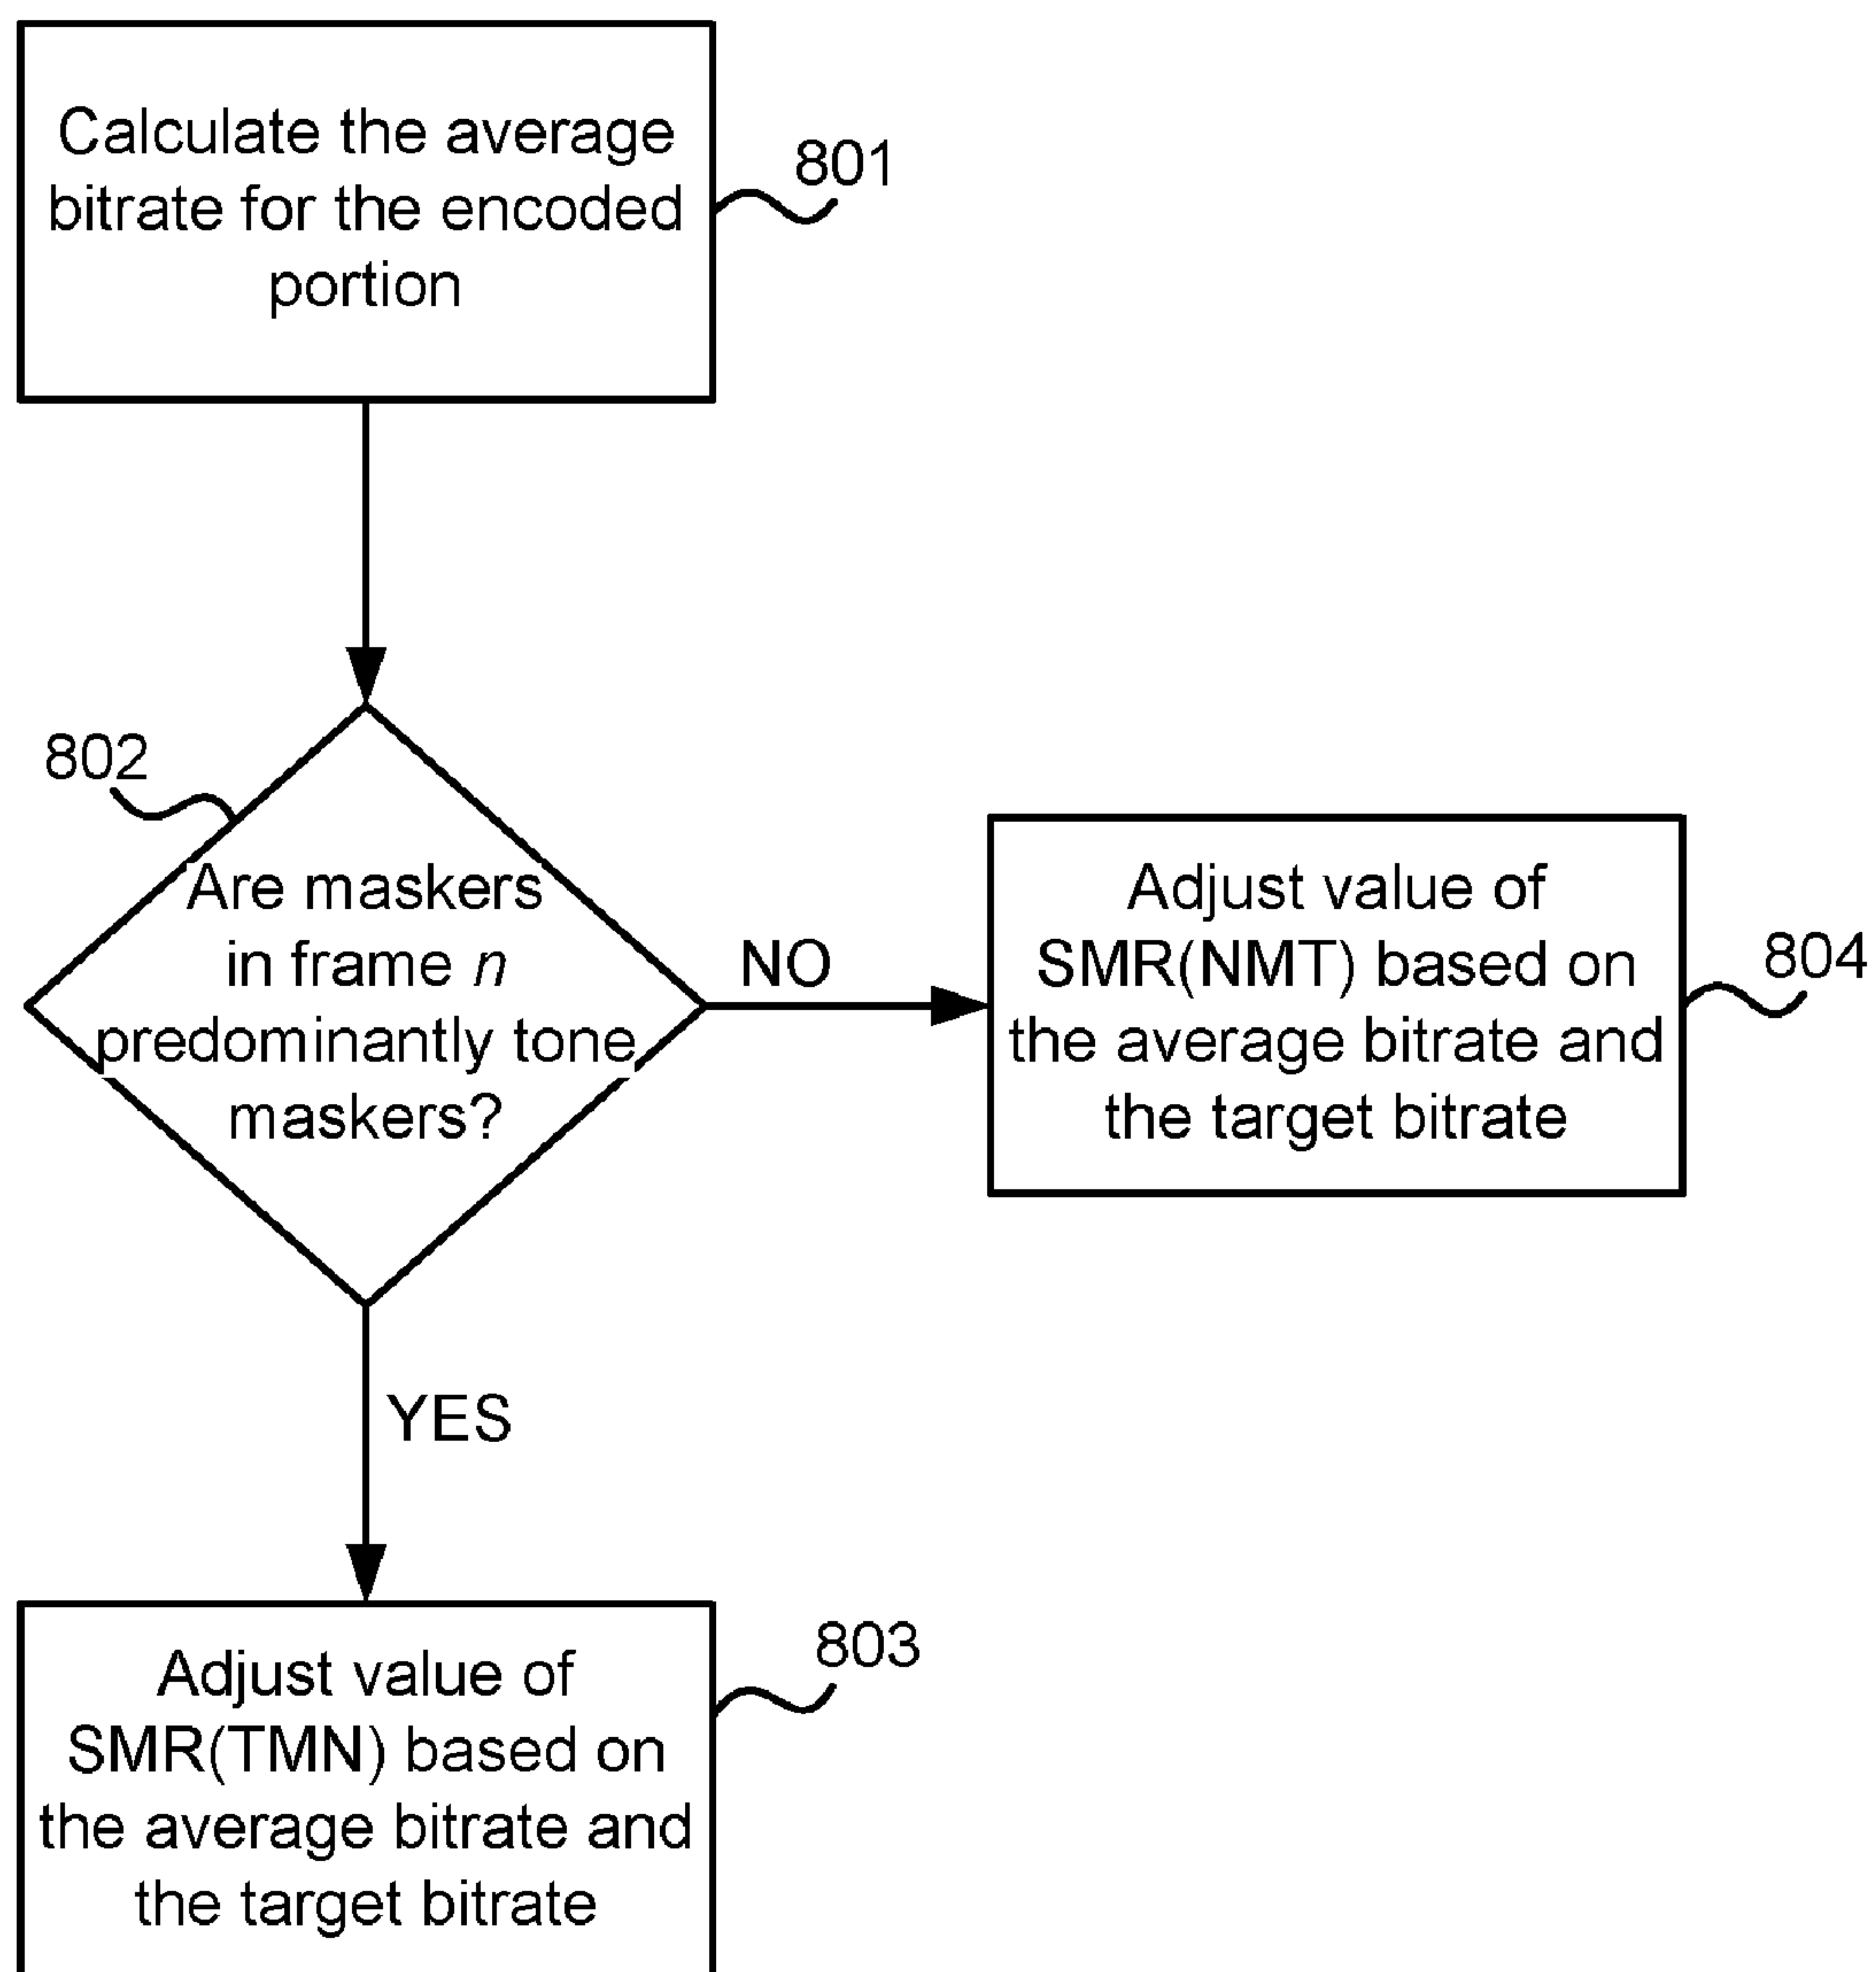 Calculate the average
bitrate for the encoded
portion
801
802
Are maskers
in frame n
predominantly tone
maskers?
NO
Adjust value of
SMR(NMT) based on
the average bitrate and
the target bitrate
804
YES
Adjust value of
SMR(TMN) based on
the average bitrate and
the target bitrate
803